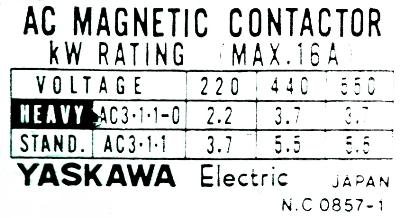 AC MAGNETIC CONTACTOR
kW RATING (MAX.16A)
VOLTAGE 220 440 550
HEAVY AC3·1·1-0 2.2 3.7 3.7
STAND. AC3·1·1 3.7 5.5 5.5
YASKAWA Electric JAPAN
N.C 0857-1